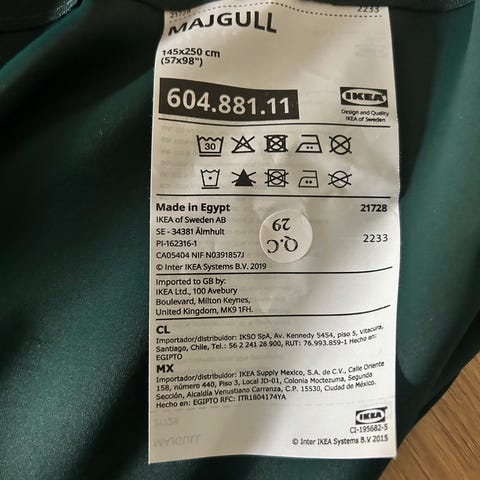 21728 2233
MAJGULL
145x250 cm
(57x98")
604.881.11
IKEA
Design and Quality
IKEA of Sweden
30
Made in Egypt 21728
IKEA of Sweden AB
SE - 34381 Älmhult
PI-162316-1 2233
CA05404 NIF N0391857J
© Inter IKEA Systems B.V. 2019
Q.C
29
Imported to GB by:
IKEA Ltd., 100 Avebury
Boulevard, Milton Keynes,
United Kingdom, MK9 1FH.
CL
Importador/distribuidor: IKSO SpA, Av. Kennedy 5454, piso 5, Vitacura,
Santiago, Chile, Tel.: 56 2 241 28 900, RUT: 76.993.859-1 Hecho en:
EGIPTO
MX
Importador/distribuidor: IKEA Supply Mexico, S.A. de C.V., Calle Oriente
158, número 440, Piso 3, Local JD-01, Colonia Moctezuma, Segunda
Sección, Alcaldía Venustiano Carranza, C.P. 15530, Ciudad de México.
Hecho en: EGIPTO RFC: ITR1804174YA
IKEA
CI-195682-5
© Inter IKEA Systems B.V 2015
21728
MAJGULL